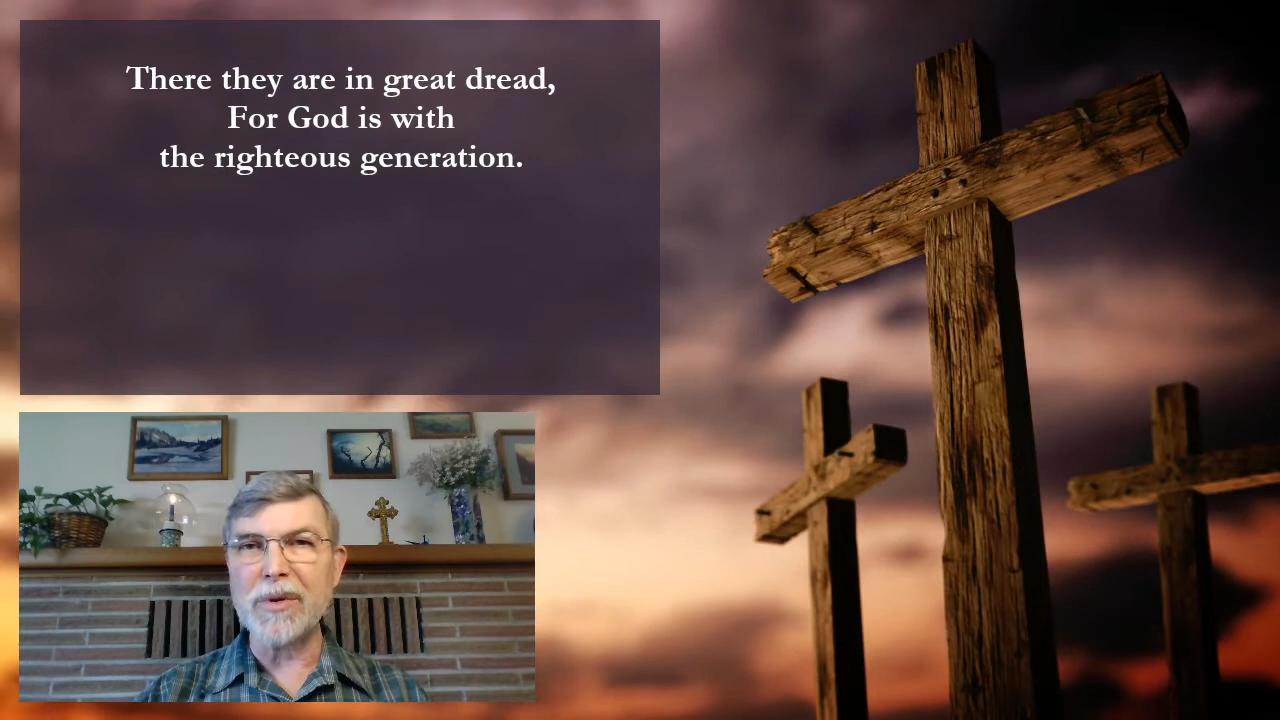 There they are in great dread,
For God is with
the righteous generation.